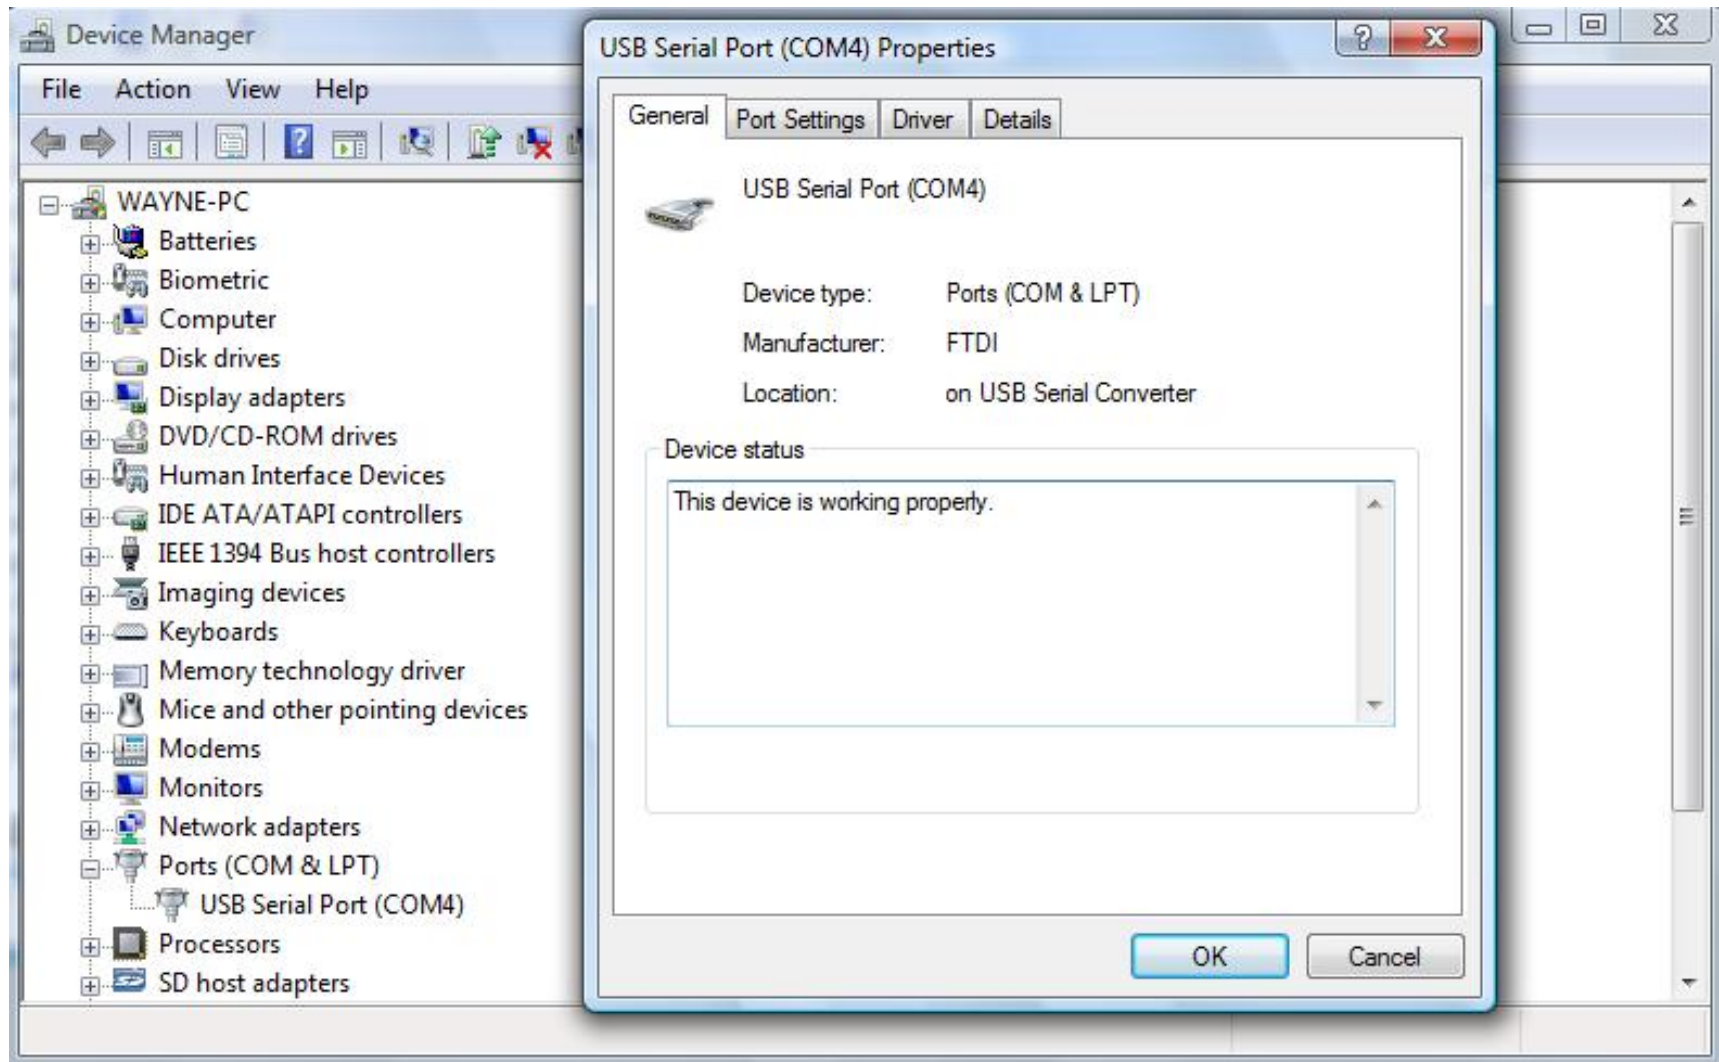 Device Manager
File Action View Help
WAYNE-PC
Batteries
Biometric
Computer
Disk drives
Display adapters
DVD/CD-ROM drives
Human Interface Devices
IDE ATA/ATAPI controllers
IEEE 1394 Bus host controllers
Imaging devices
Keyboards
Memory technology driver
Mice and other pointing devices
Modems
Monitors
Network adapters
Ports (COM & LPT)
USB Serial Port (COM4)
Processors
SD host adapters
USB Serial Port (COM4) Properties
General Port Settings Driver Details
USB Serial Port (COM4)
Device type: Ports (COM & LPT)
Manufacturer: FTDI
Location: on USB Serial Converter
Device status
This device is working properly.
OK Cancel